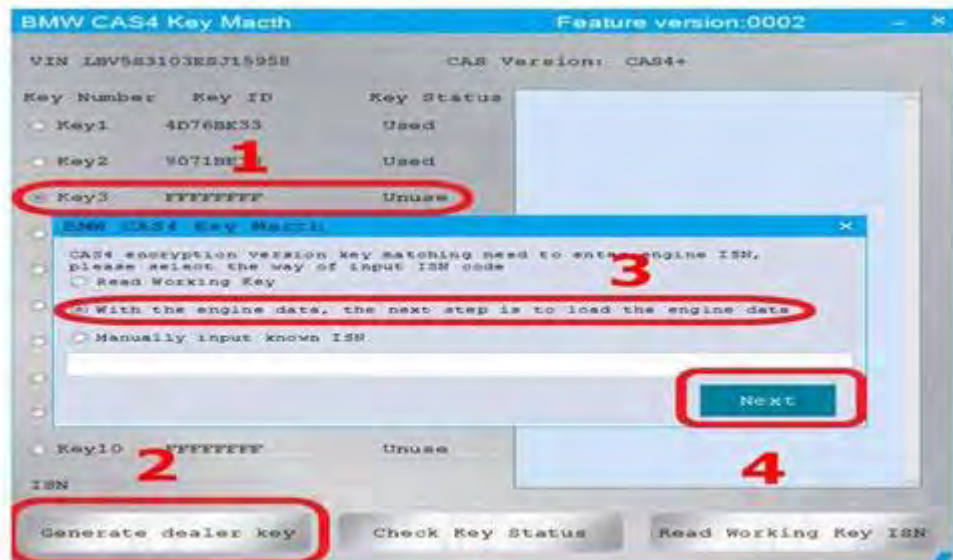 BMW CAS4 Key Macth Feature version:0002
CAS Version: CAS4+
Key Number Key ID Key Status
Key1 4D76BE33 Used
Key2 Used
1
Key3 FFFFFFFF Unuse
BMW CAS4 Key Macth
CAS4 encryption version key matching need to enter engine ISN,
please select the way of input ISN code
3
Read Working Key
With the engine data, the next step is to load the engine data
Manually input known ISN
Next
Key10 FFFFFFFF Unuse
2
4
ISN
Generate dealer key Check Key Status Read Working Key ISN